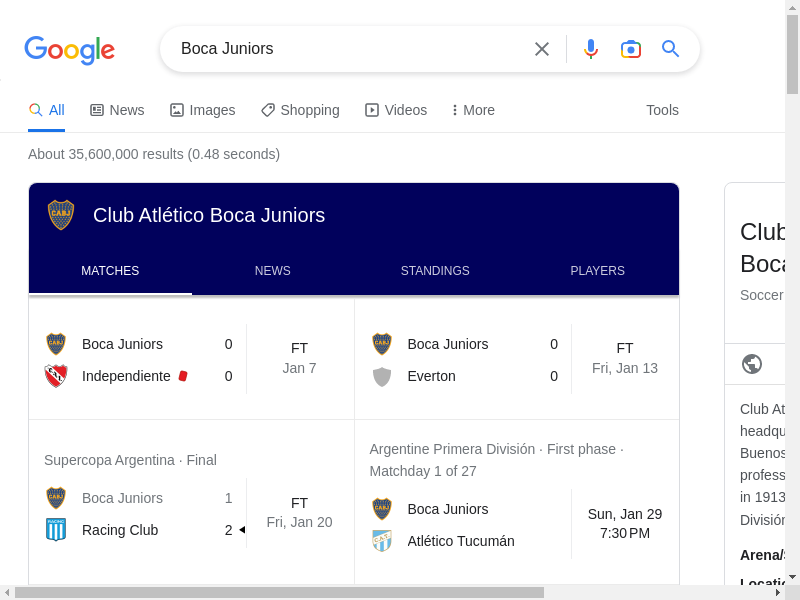 Google
Boca Juniors
All
News
Images
Shopping
Videos
More
Tools
About 35,600,000 results (0.48 seconds)
Club Atlético Boca Juniors
MATCHES
NEWS
STANDINGS
PLAYERS
Boca Juniors 0
Independiente 0
FT
Jan 7
Boca Juniors 0
Everton 0
FT
Fri, Jan 13
Supercopa Argentina · Final
Boca Juniors 1
Racing Club 2
FT
Fri, Jan 20
Argentine Primera División · First phase ·
Matchday 1 of 27
Boca Juniors
Atlético Tucumán
Sun, Jan 29
7:30 PM
Club
Boca
Soccer
Club At
headqu
Buenos
profess
in 1913
División
Arena/S
Locatio